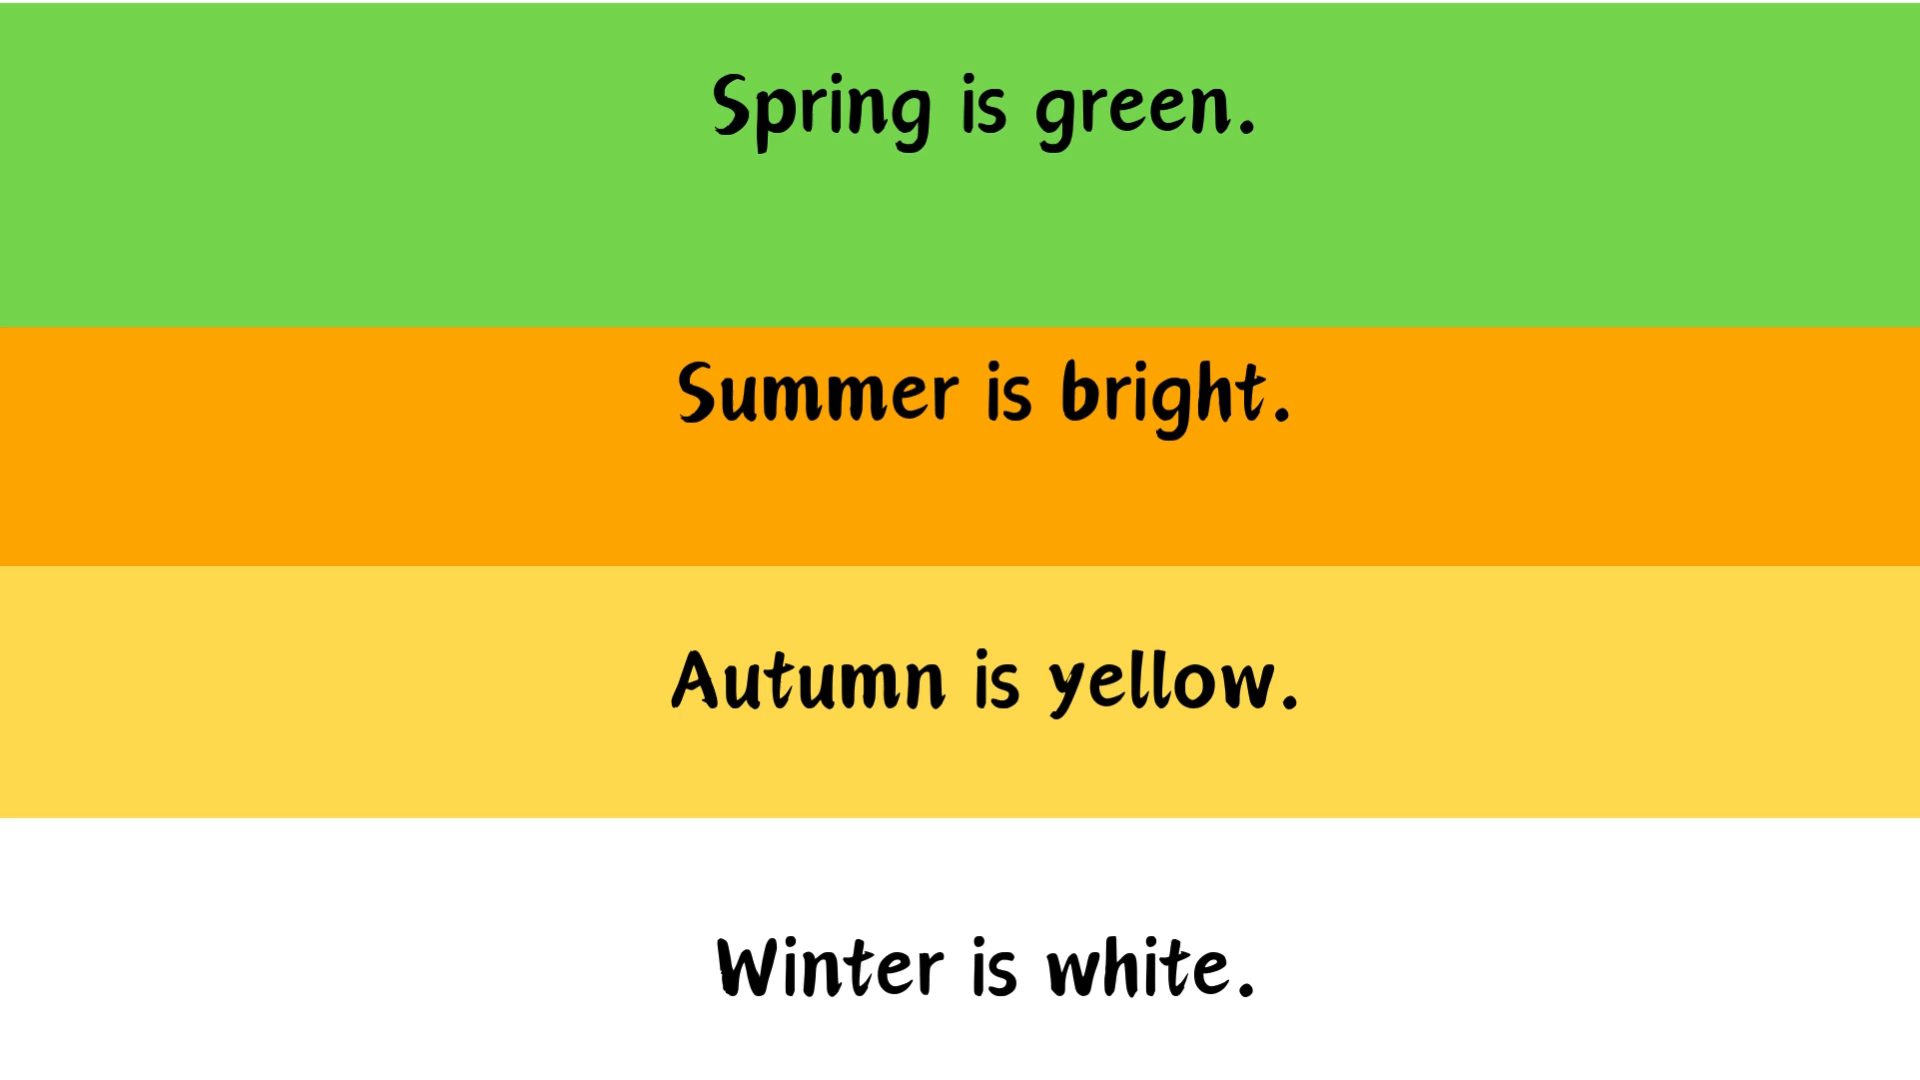 Spring is green.
Summer is bright.
Autumn is yellow.
Winter is white.